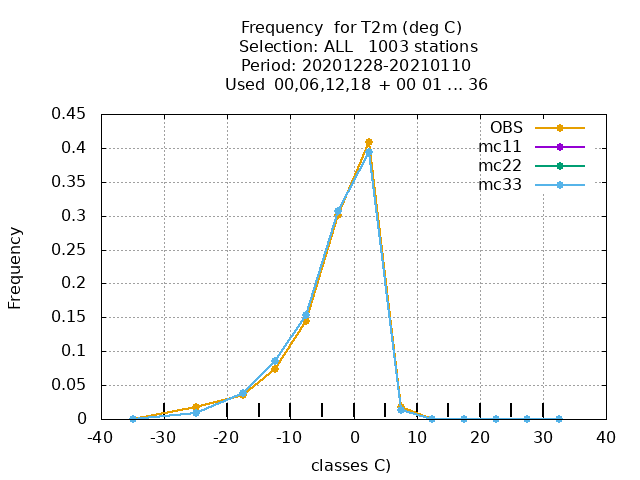 Frequency  for T2m (deg C)
Selection: ALL   1003 stations
Period: 20201228-20210110
Used  00,06,12,18  + 00 01 ... 36
OBS
mc11
mc22
mc33
Frequency
0.45
0.4
0.35
0.3
0.25
0.2
0.15
0.1
0.05
0
-40 -30 -20 -10 0 10 20 30 40
classes C)